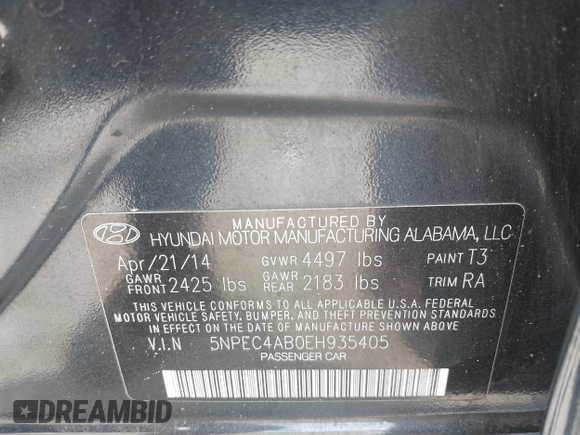 MANUFACTURED BY
HYUNDAI MOTOR MANUFACTURING ALABAMA, LLC
Apr/21/14 GVWR 4497 lbs PAINT T3
GAWR FRONT 2425 lbs GAWR REAR 2183 lbs TRIM RA
THIS VEHICLE CONFORMS TO ALL APPLICABLE U.S.A. FEDERAL
MOTOR VEHICLE SAFETY, BUMPER, AND THEFT PREVENTION STANDARDS
IN EFFECT ON THE DATE OF MANUFACTURE SHOWN ABOVE.
V.I.N 5NPEC4AB0EH935405
PASSENGER CAR
DREAMBID